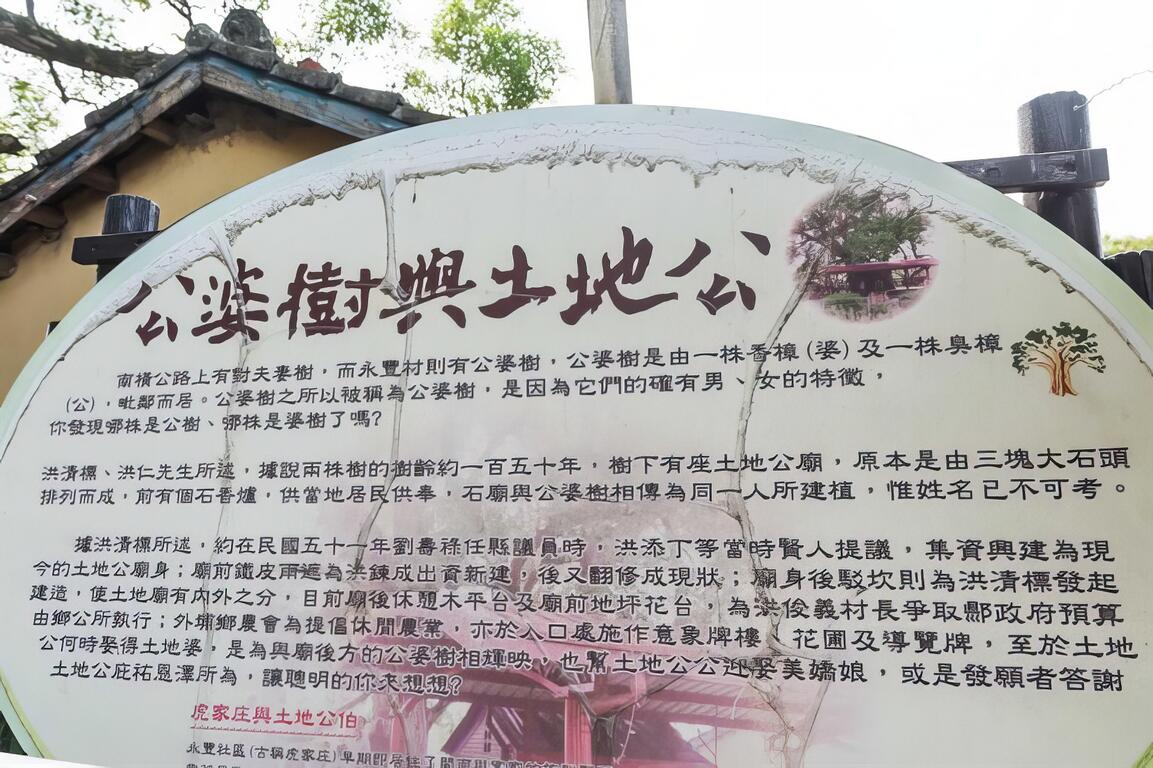 公婆樹與土地公
南橫公路上有對夫妻樹，而永豐村則有公婆樹，公婆樹是由一株香樟(婆)及一株臭樟
(公)，毗鄰而居。公婆樹之所以被稱為公婆樹，是因為它們的確有男、女的特徵，
你發現哪株是公樹、哪株是婆樹了嗎?
洪清標、洪仁先生所述，據說兩株樹的樹齡約一百五十年，樹下有座土地公廟，原本是由三塊大石頭
排列而成，前有個石香爐，供當地居民供奉，石廟與公婆樹相傳為同一人所建植，惟姓名已不可考。
據洪清標所述，約在民國五十一年劉壽祿任縣議員時，洪添丁等當時賢人提議，集資興建為現
今的土地公廟身；廟前鐵皮雨遮為洪鍊成出資新建，後又翻修成現狀；廟身後駁坎則為洪清標發起
建造，使土地廟有內外之分，目前廟後休憩木平台及廟前地坪花台，為洪俊義村長爭取鄉政府預算
由鄉公所執行；外埔鄉農會為提倡休閒農業，亦於入口處施作意象牌樓、花圃及導覽牌，至於土地
公何時娶得土地婆，是為與廟後方的公婆樹相輝映，也幫土地公公迎娶美嬌娘，或是發願者答謝
土地公庇祐恩澤所為，讓聰明的你來想想?
虎家庄與土地公伯
永豐社區(古稱虎家庄)早期即居住了